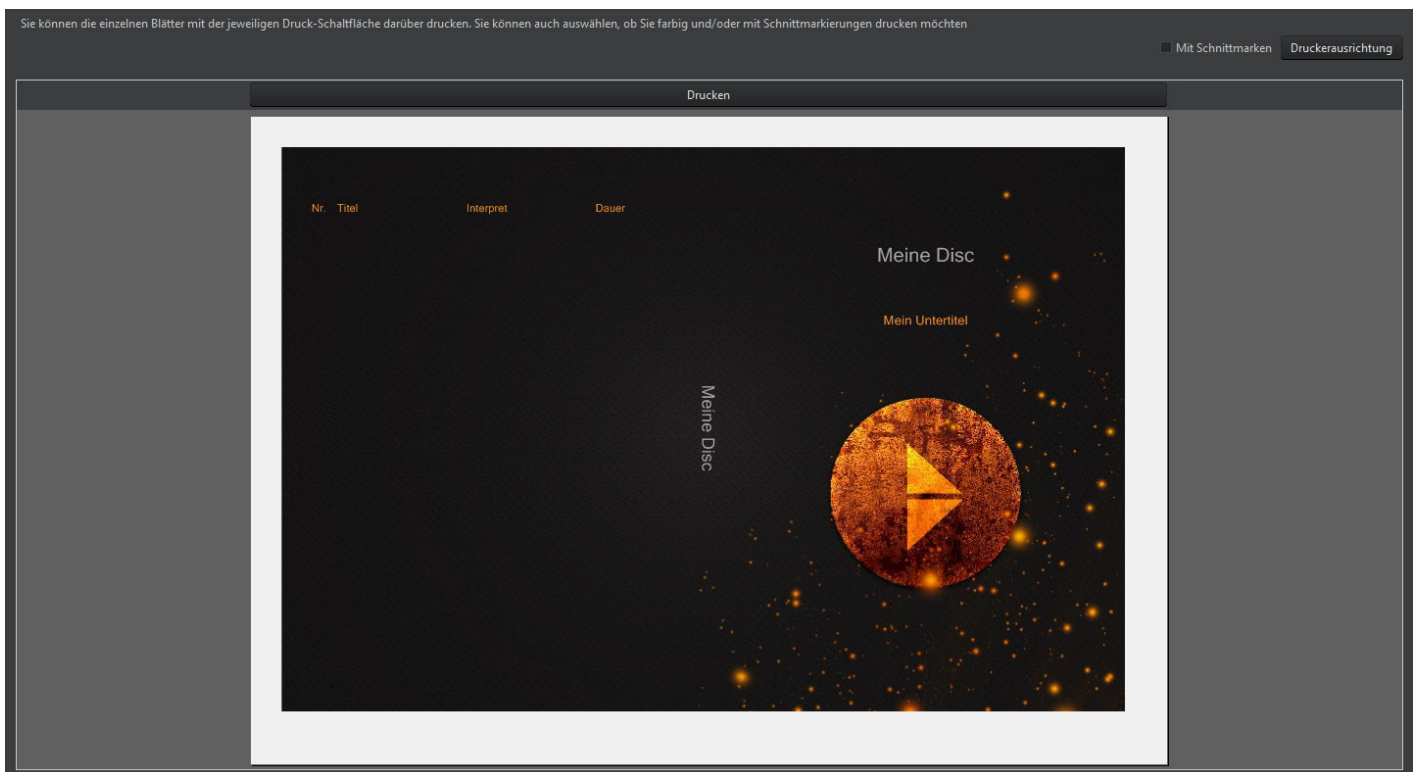 Sie können die einzelnen Blätter mit der jeweiligen Druck-Schaltfläche darüber drucken. Sie können auch auswählen, ob Sie farbig und/oder mit Schnittmarkierungen drucken möchten
Mit Schnittmarken Druckerausrichtung
Drucken
Nr. Titel Interpret Dauer
Meine Disc
Mein Untertitel
Meine Disc